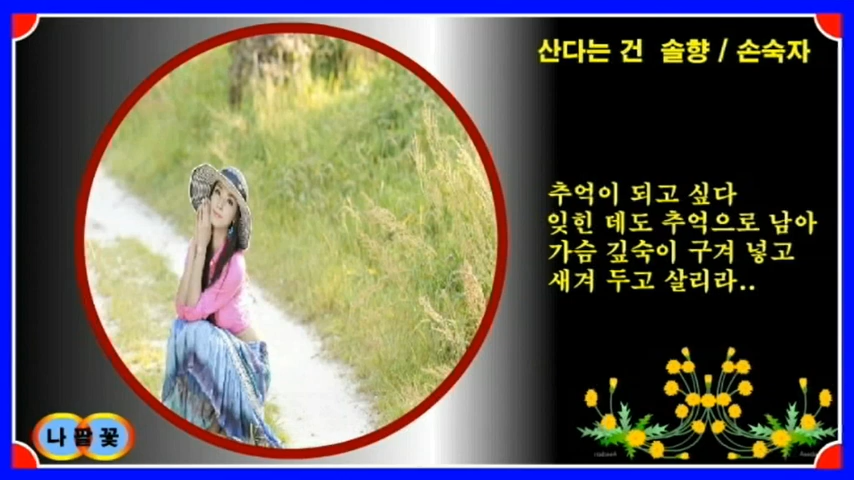 산다는 건 솔향 / 손숙자
추억이 되고 싶다
잊힌 데도 추억으로 남아
가슴 깊숙이 구겨 넣고
새겨 두고 살리라..
나 팔 꽃